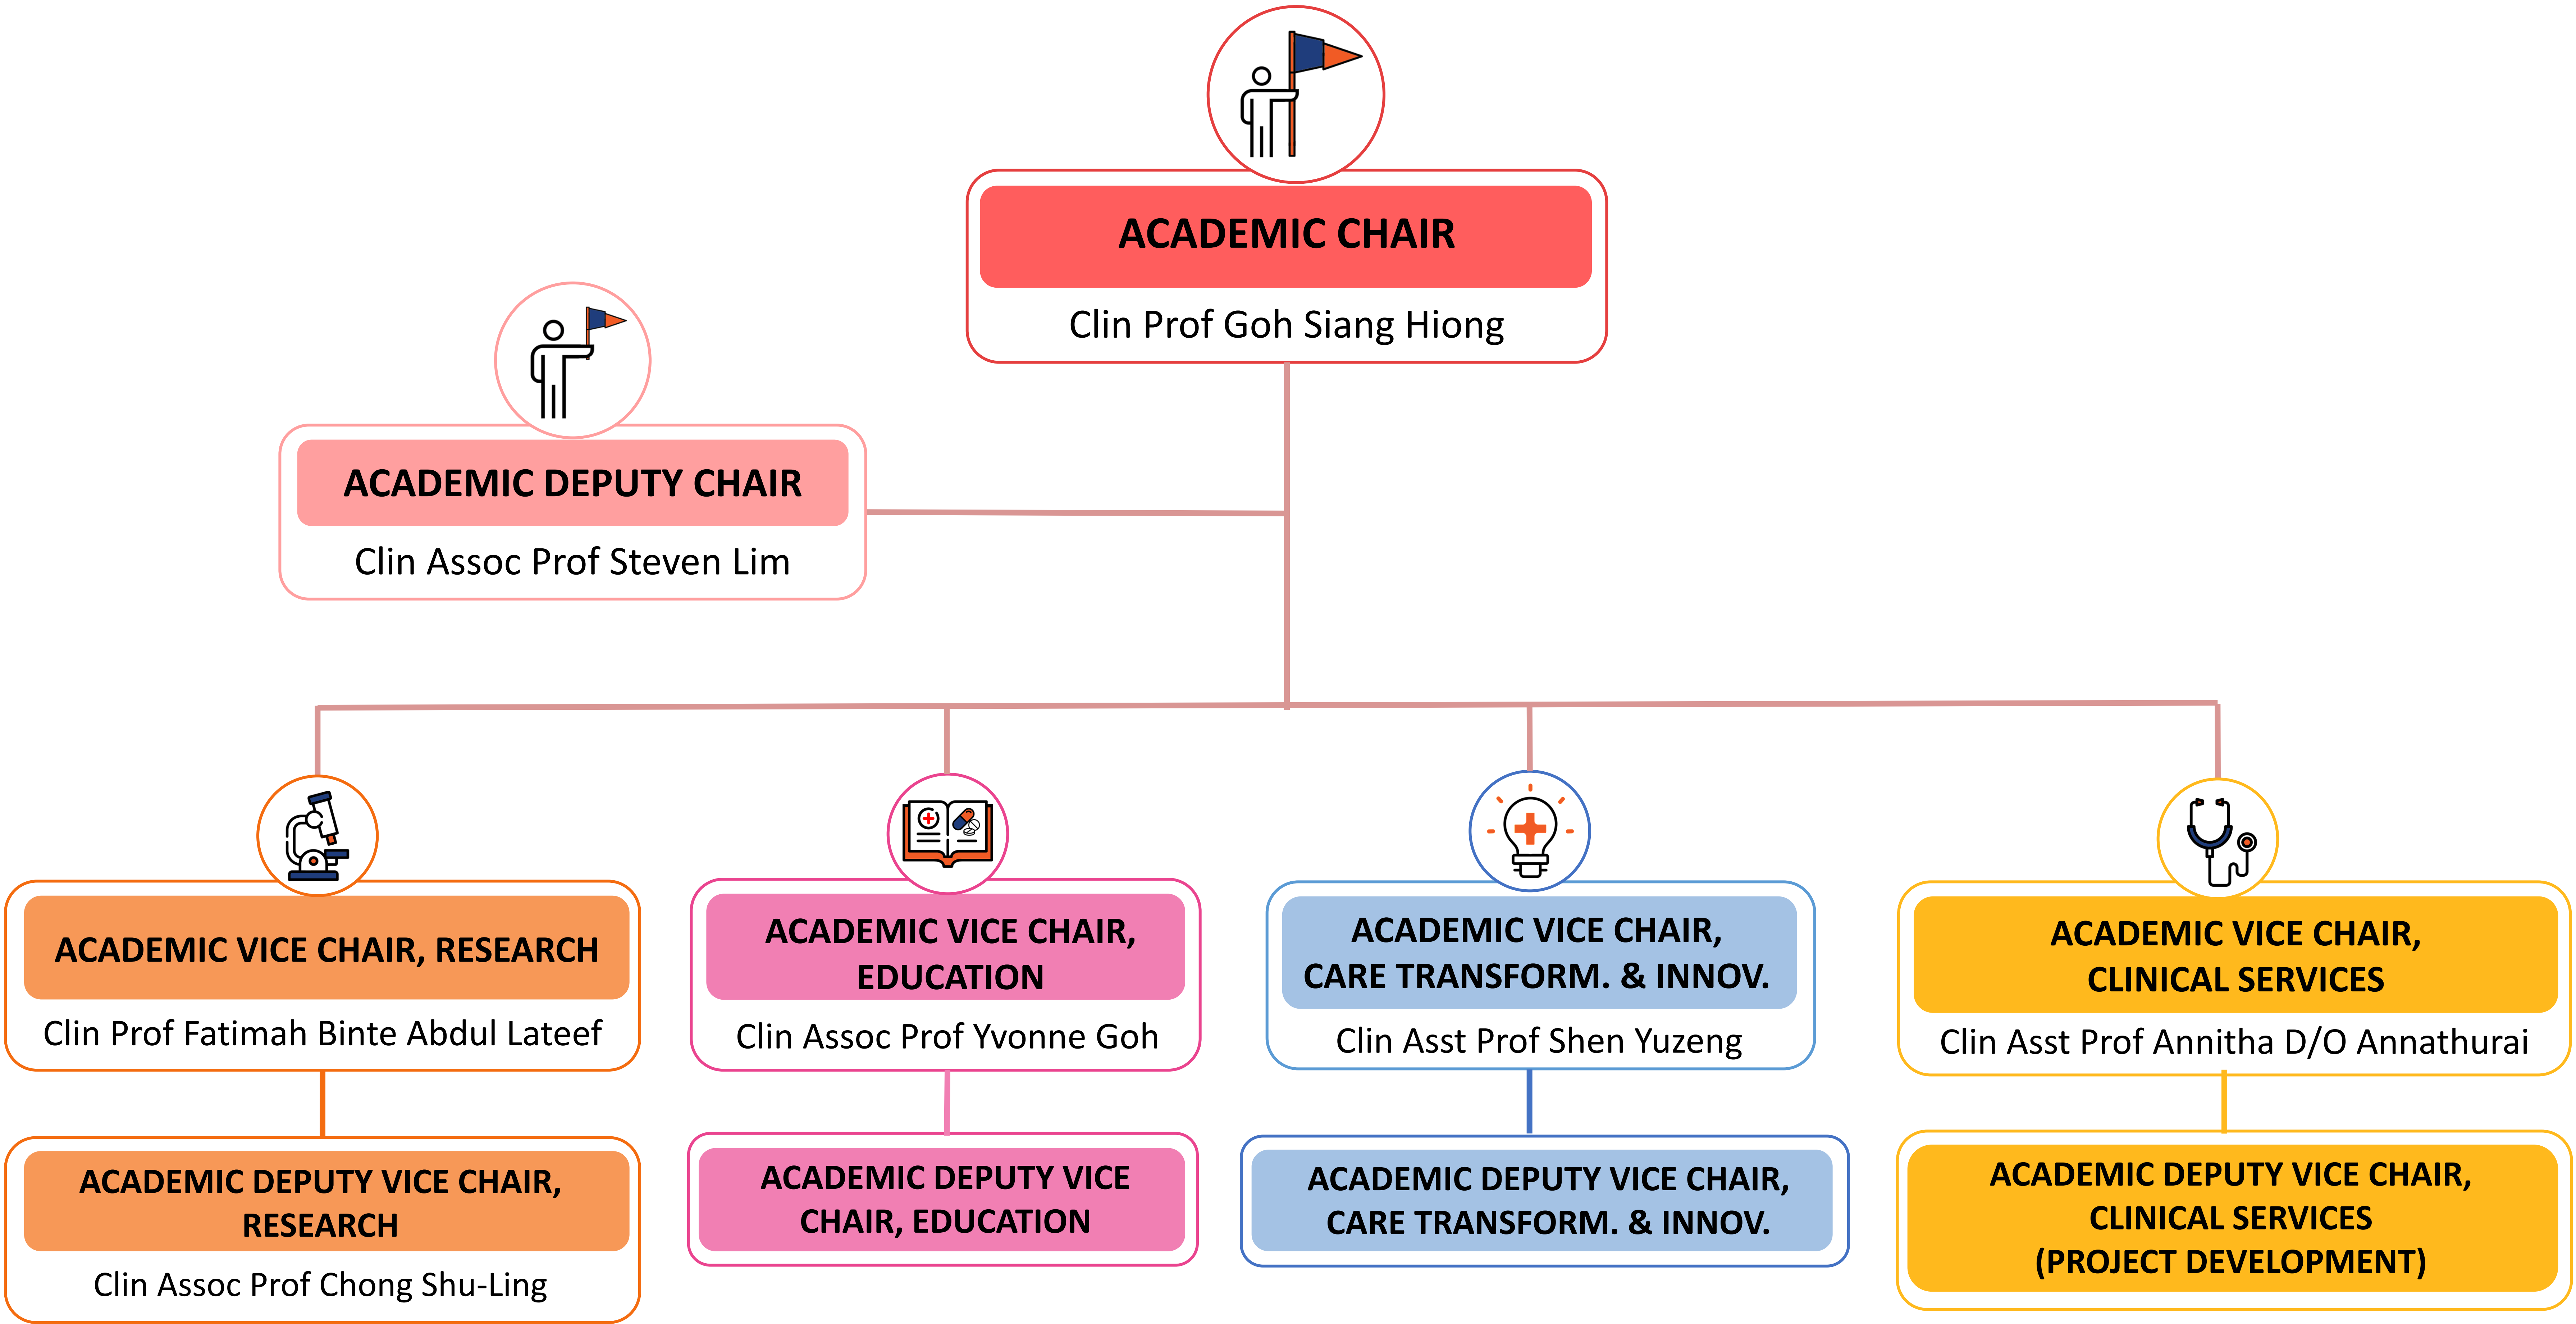 ACADEMIC CHAIR
Clin Prof Goh Siang Hiong
ACADEMIC DEPUTY CHAIR
Clin Assoc Prof Steven Lim
ACADEMIC VICE CHAIR, RESEARCH
Clin Prof Fatimah Binte Abdul Lateef
ACADEMIC VICE CHAIR,
EDUCATION
Clin Assoc Prof Yvonne Goh
ACADEMIC VICE CHAIR,
CARE TRANSFORM. & INNOV.
Clin Asst Prof Shen Yuzeng
ACADEMIC VICE CHAIR,
CLINICAL SERVICES
Clin Asst Prof Annitha D/O Annathurai
ACADEMIC DEPUTY VICE CHAIR,
RESEARCH
Clin Assoc Prof Chong Shu-Ling
ACADEMIC DEPUTY VICE
CHAIR, EDUCATION
ACADEMIC DEPUTY VICE CHAIR,
CARE TRANSFORM. & INNOV.
ACADEMIC DEPUTY VICE CHAIR,
CLINICAL SERVICES
(PROJECT DEVELOPMENT)